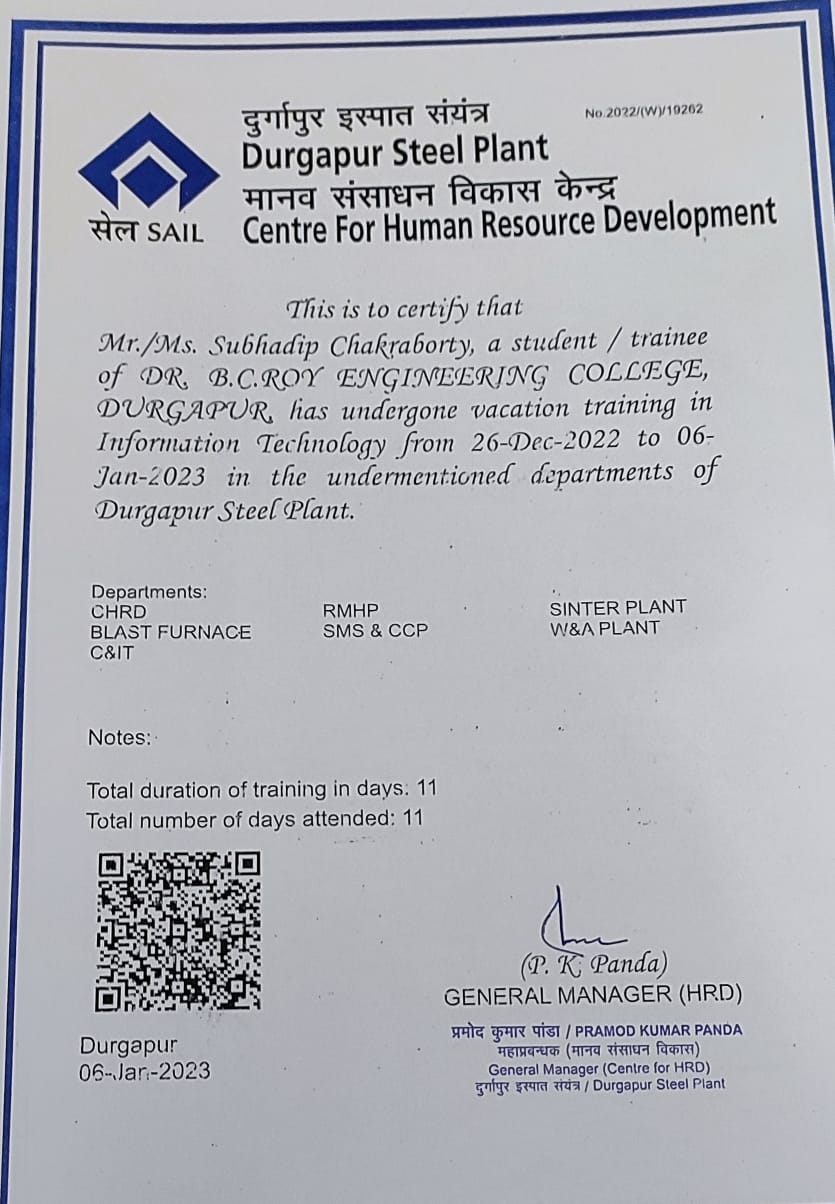 दुर्गापुर इस्पात संयंत्र
No.2022/(W)/19262
Durgapur Steel Plant
मानव संसाधन विकास केन्द्र
सेल SAIL
Centre For Human Resource Development
This is to certify that
Mr./Ms. Subhadip Chakraborty, a student / trainee
of DR. B.C.ROY ENGINEERING COLLEGE,
DURGAPUR, has undergone vacation training in
Information Technology from 26-Dec-2022 to 06-
Jan-2023 in the undermentioned departments of
Durgapur Steel Plant.
Departments:
CHRD RMHP SINTER PLANT
BLAST FURNACE SMS & CCP W&A PLANT
C&IT
Notes:
Total duration of training in days: 11
Total number of days attended: 11
(P. K. Panda)
GENERAL MANAGER (HRD)
प्रमोद कुमार पांडा / PRAMOD KUMAR PANDA
महाप्रबन्धक (मानव संसाधन विकास)
General Manager (Centre for HRD)
दुर्गापुर इस्पात संयंत्र / Durgapur Steel Plant
Durgapur
06-Jan-2023